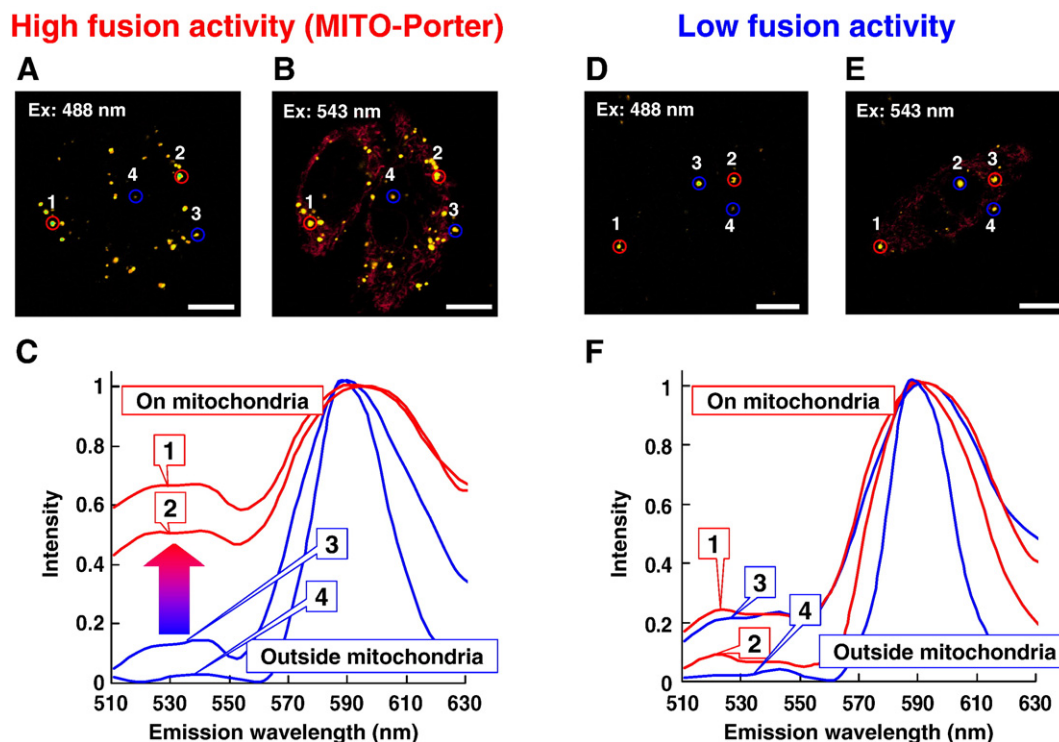 High fusion activity (MITO-Porter)
Low fusion activity
A
B
D
E
Ex: 488 nm
Ex: 543 nm
Ex: 488 nm
Ex: 543 nm
1
2
3
4
1
2
3
4
1
2
3
4
1
2
3
4
C
On mitochondria
1
2
3
4
Outside mitochondria
Intensity
1
0.8
0.6
0.4
0.2
0
510 530 550 570 590 610 630
Emission wavelength (nm)
F
On mitochondria
1
3
4
2
Outside mitochondria
Intensity
1
0.8
0.6
0.4
0.2
0
510 530 550 570 590 610 630
Emission wavelength (nm)